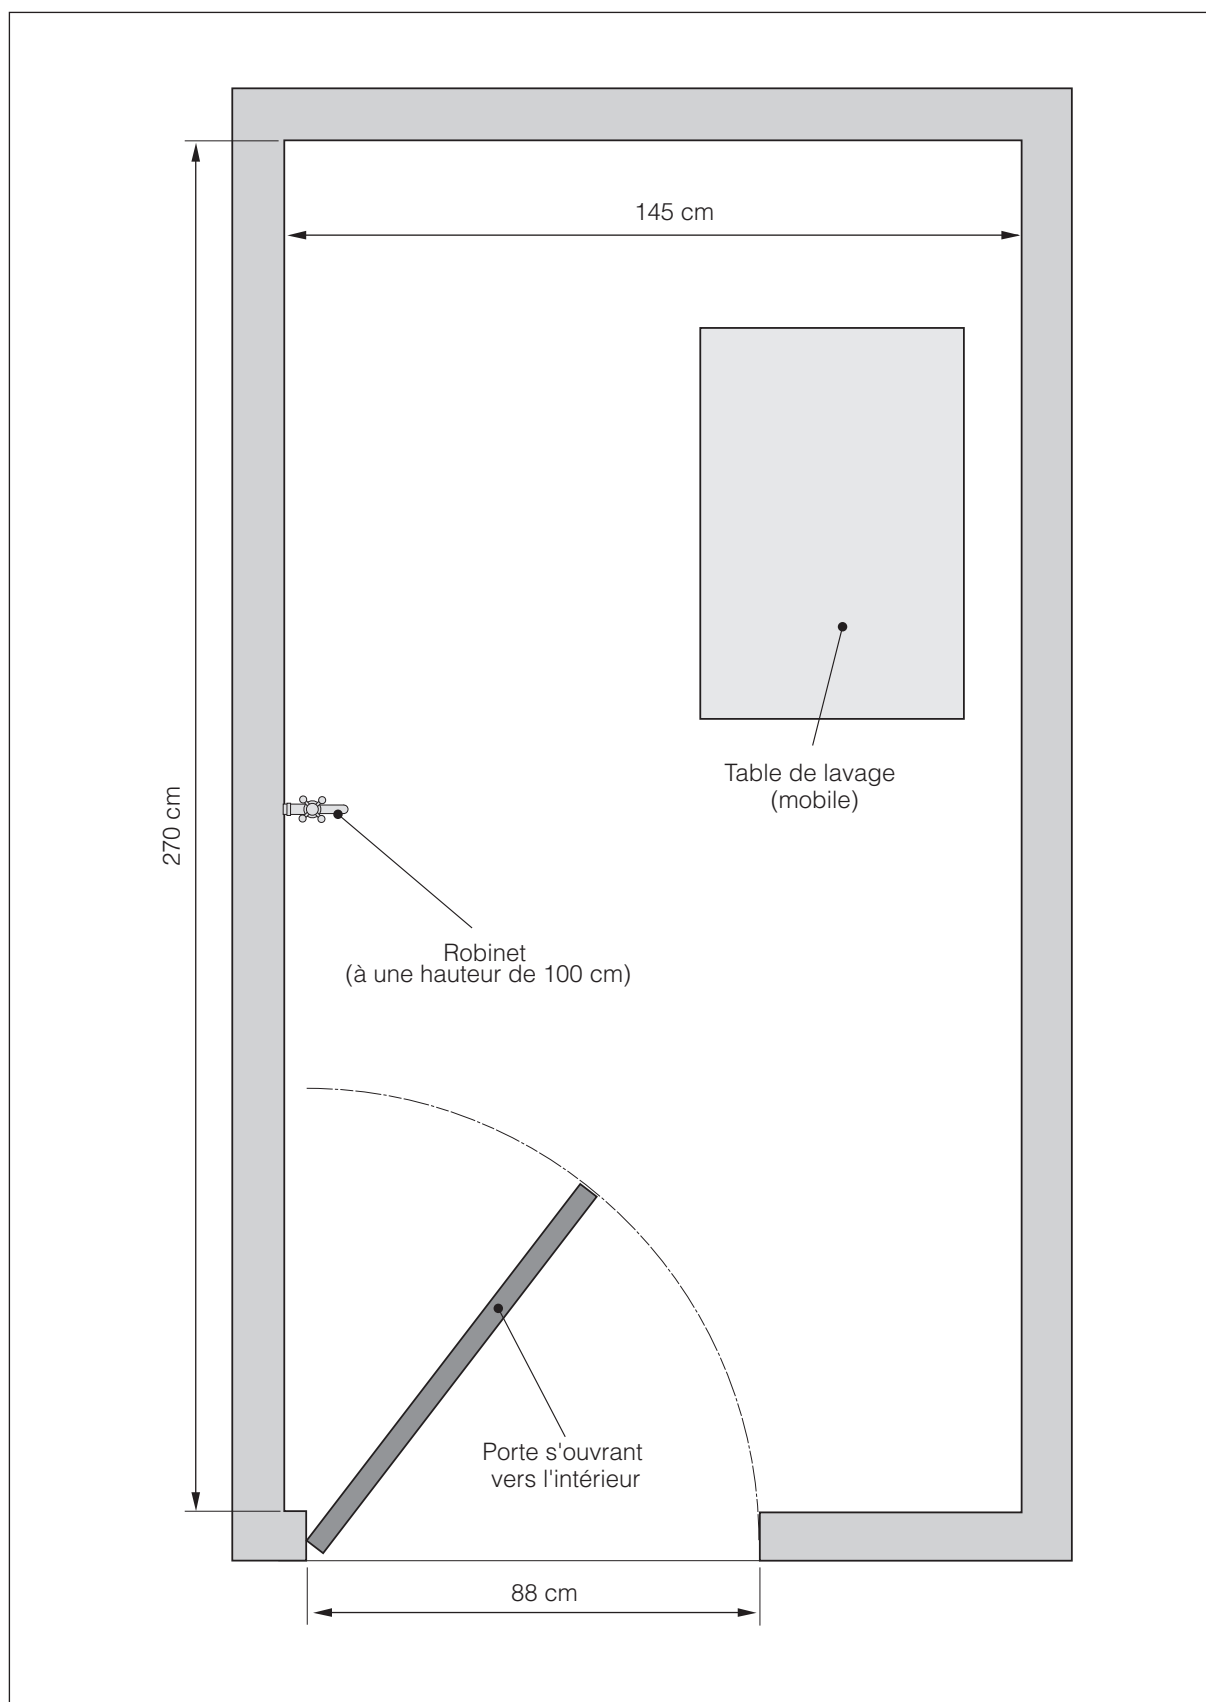 145 cm
Table de lavage
(mobile)
270 cm
Robinet
(à une hauteur de 100 cm)
Porte s'ouvrant
vers l'intérieur
88 cm